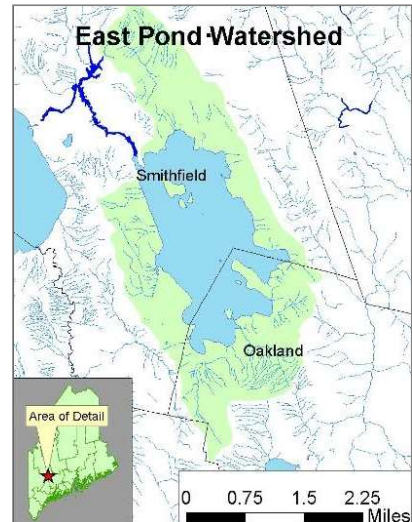 East Pond Watershed
Smithfield
Oakland
Area of Detail
0 0.75 1.5 2.25
Miles